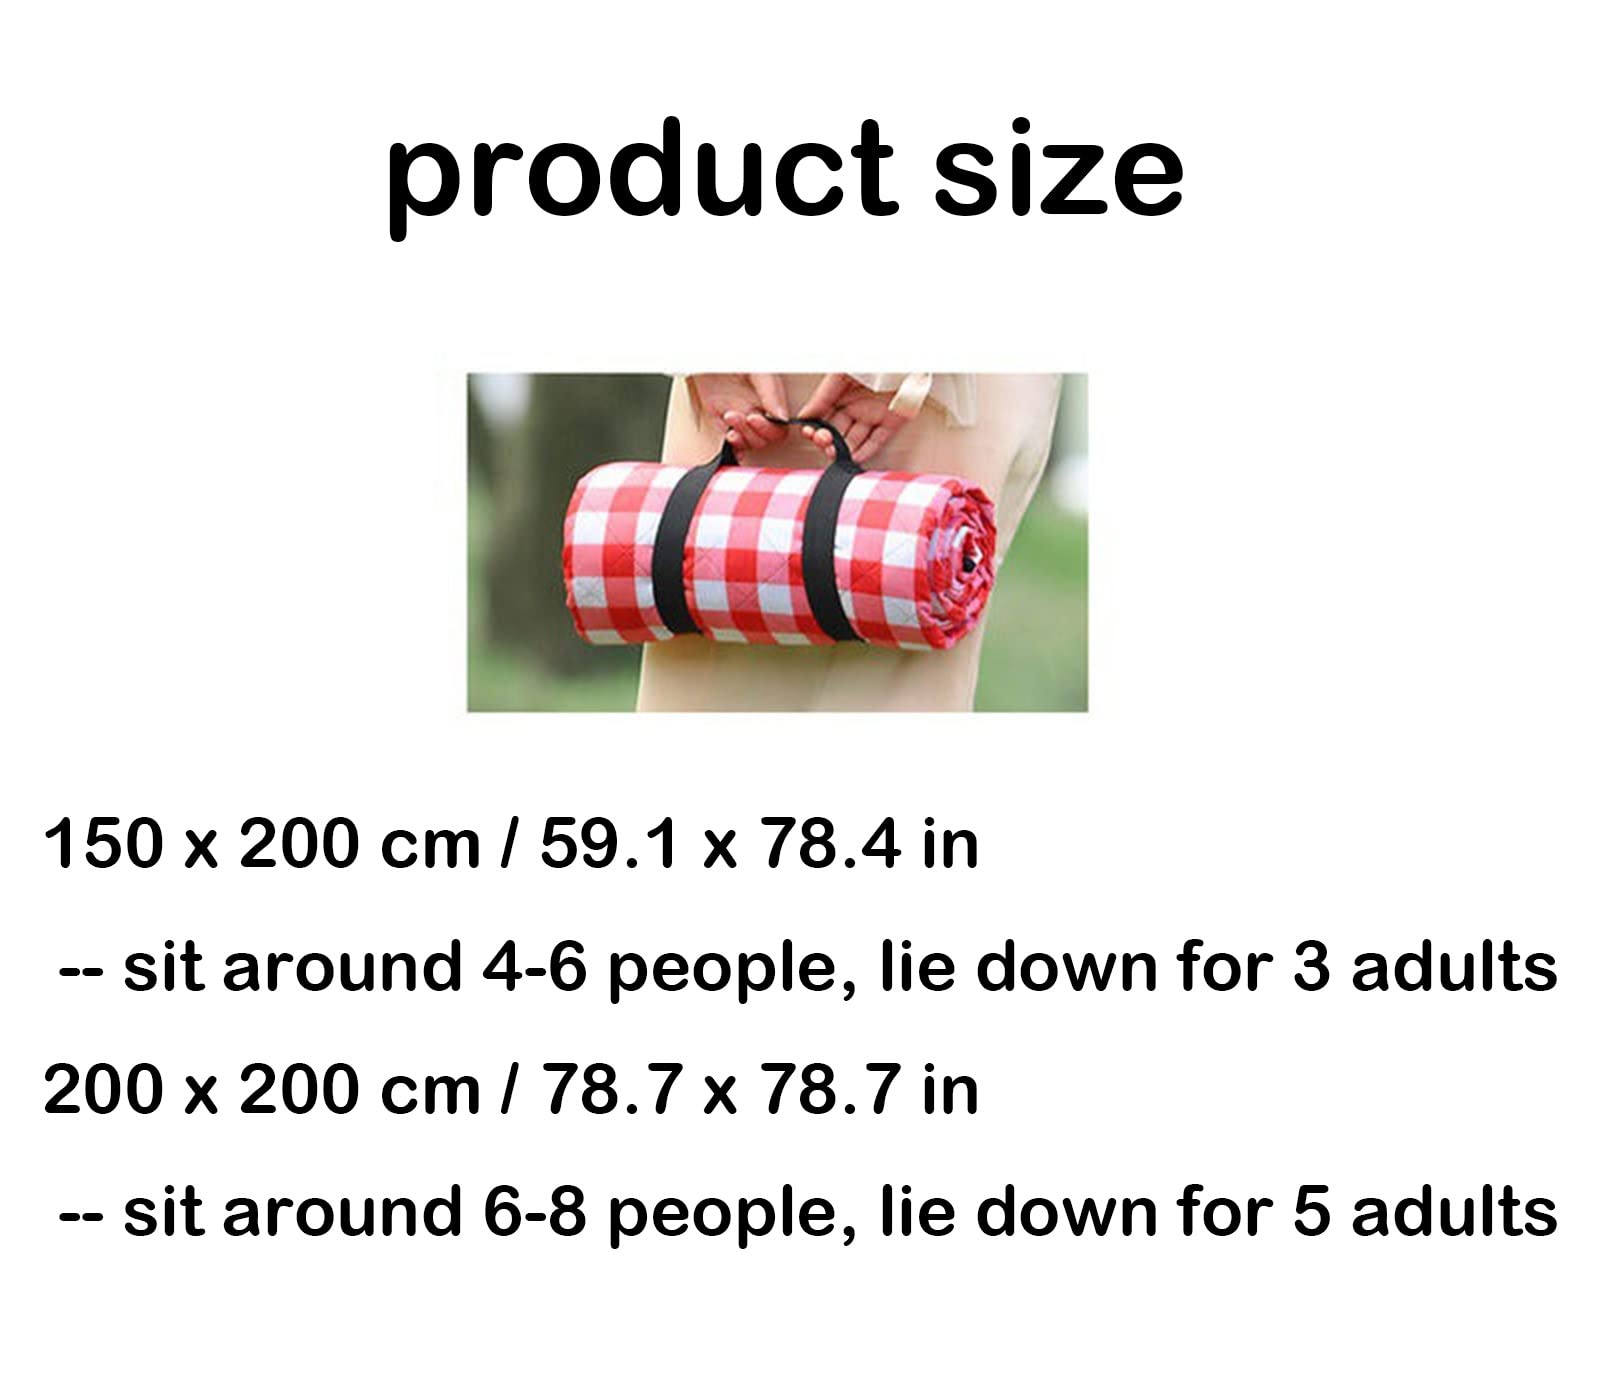 product size
150 x 200 cm / 59.1 x 78.4 in
-- sit around 4-6 people, lie down for 3 adults
200 x 200 cm / 78.7 x 78.7 in
-- sit around 6-8 people, lie down for 5 adults